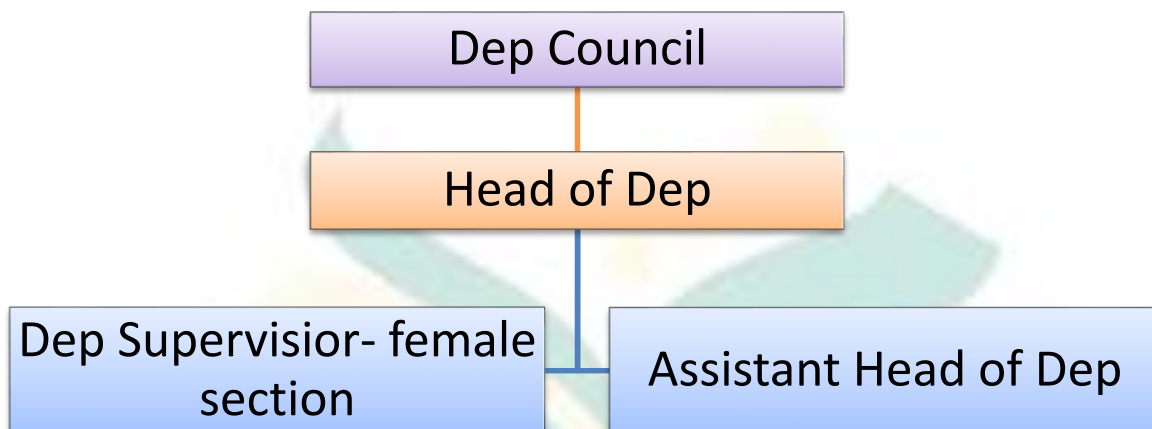 Dep Council
Head of Dep
Dep Supervisior- female
section
Assistant Head of Dep